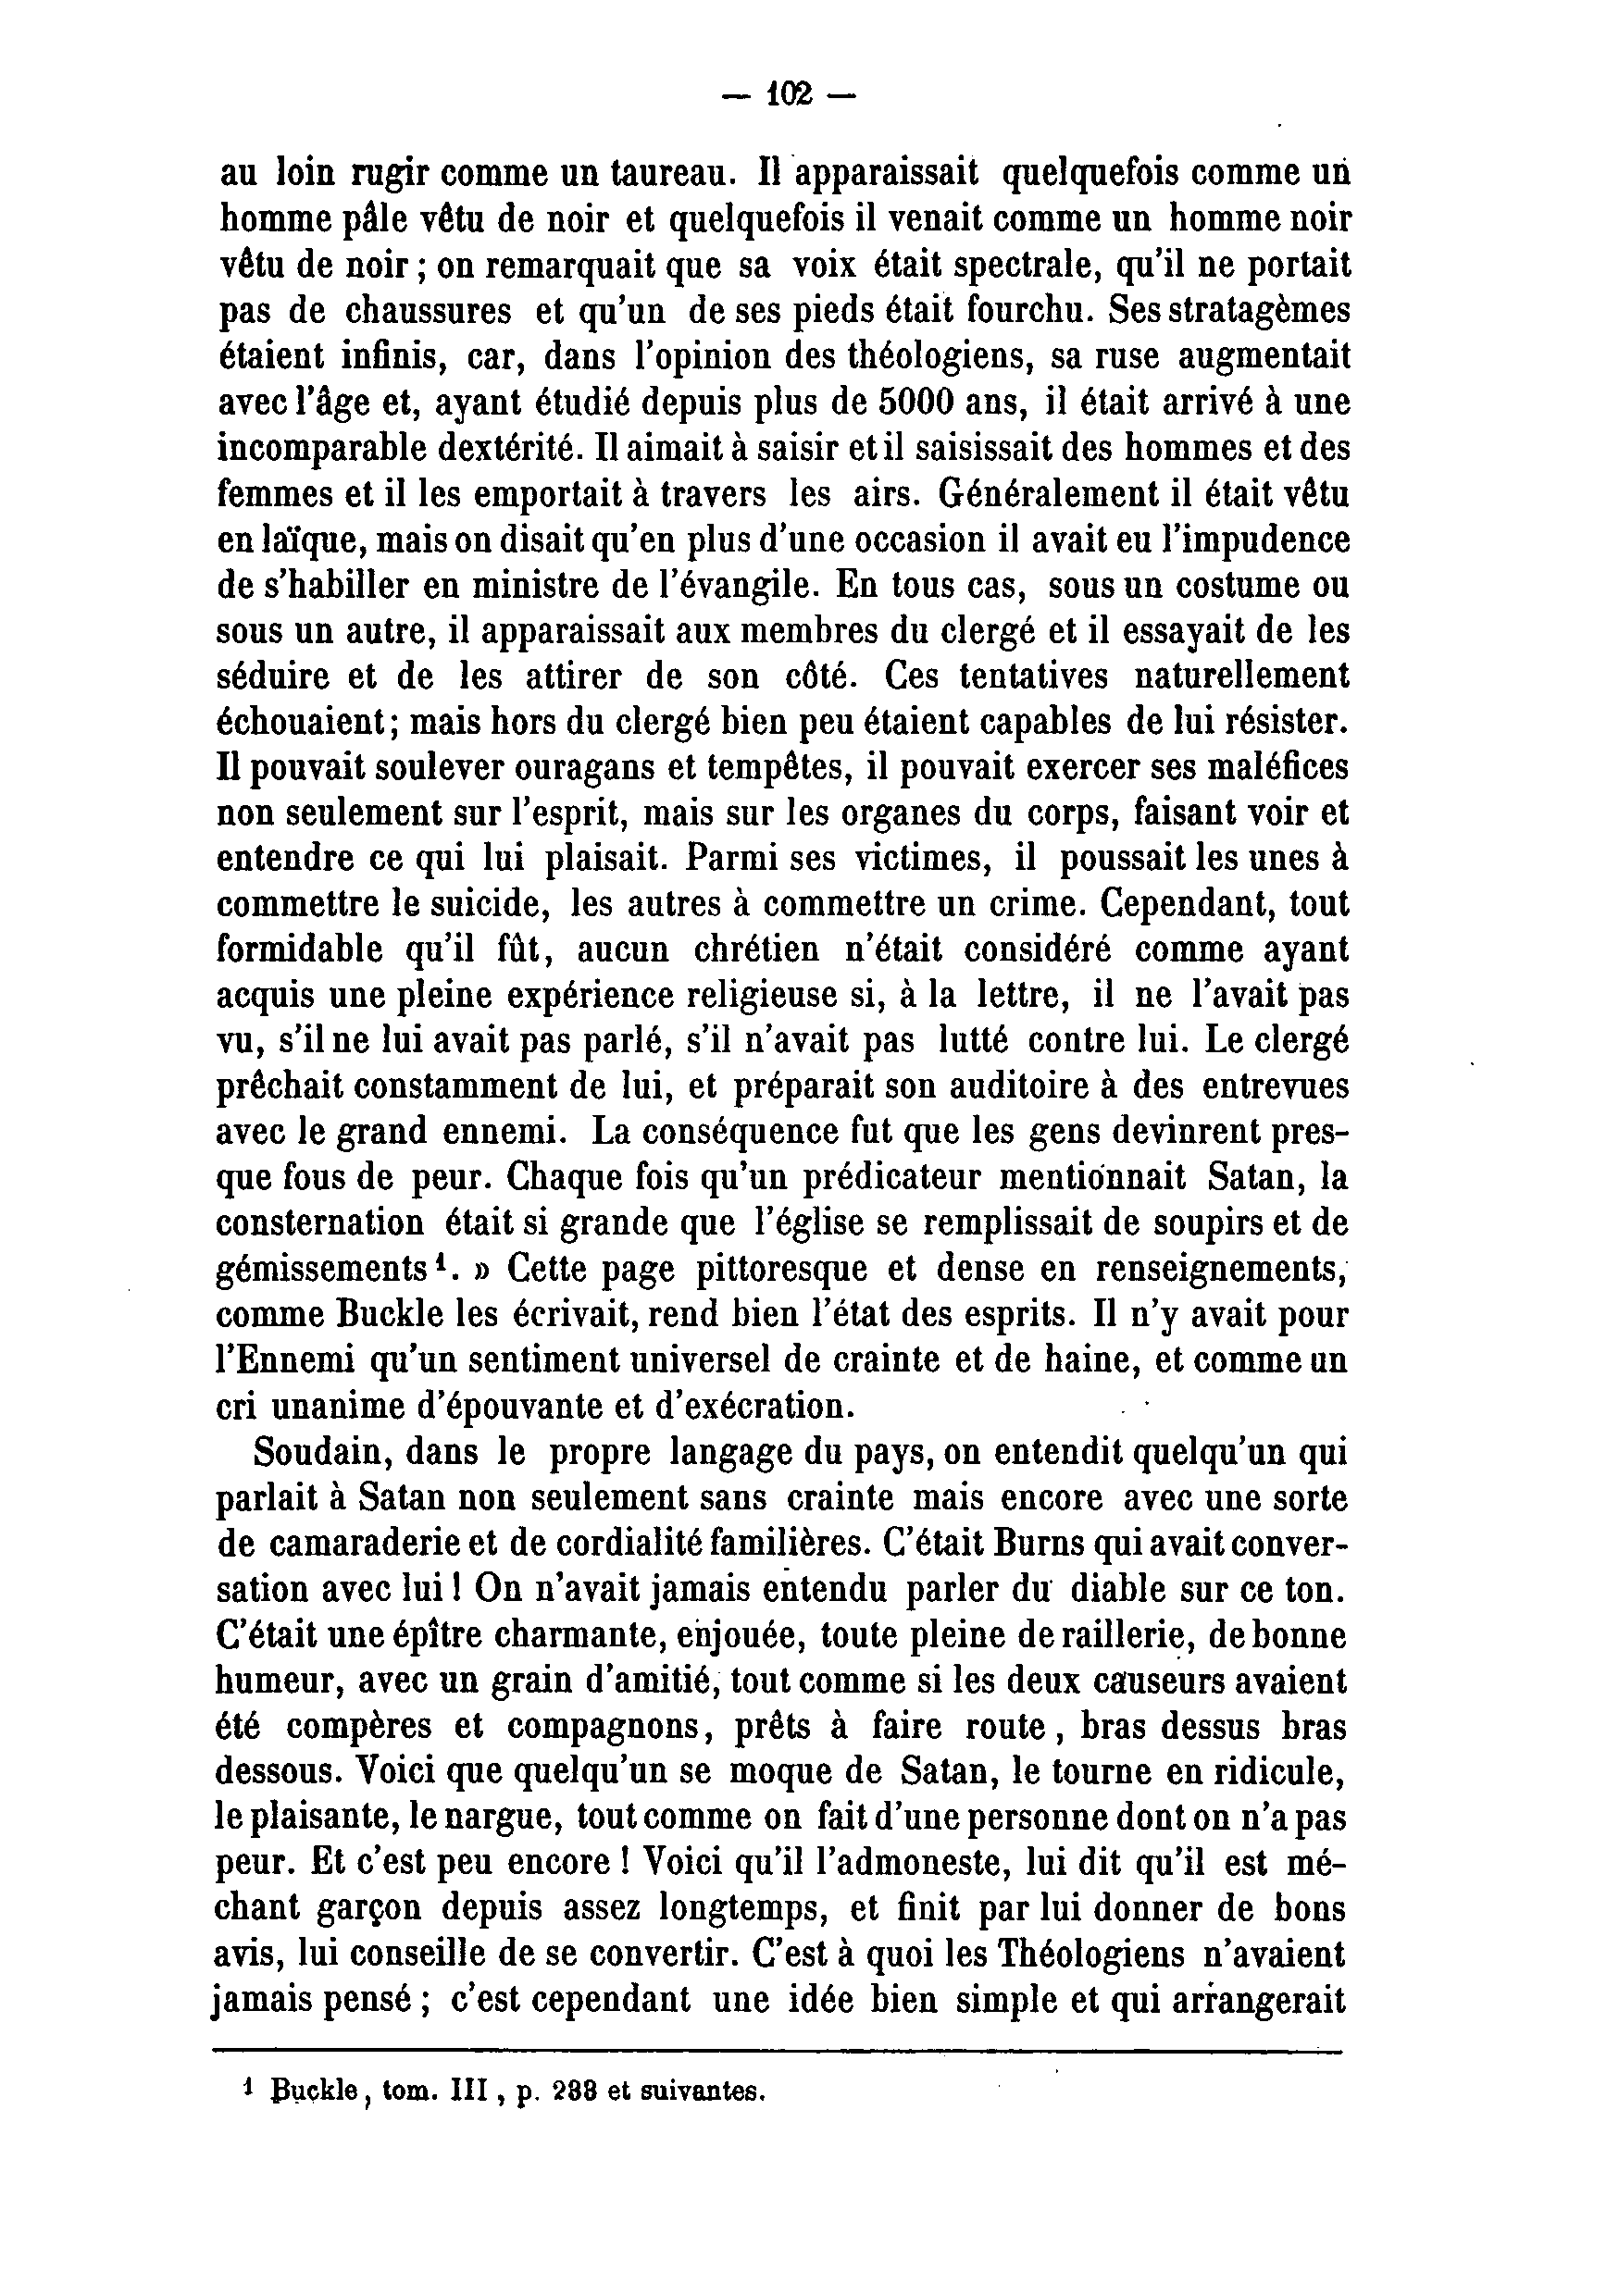 — 102 —
au loin rugir comme un taureau. Il apparaissait quelquefois comme un
homme pâle vêtu de noir et quelquefois il venait comme un homme noir
vêtu de noir ; on remarquait que sa voix était spectrale, qu'il ne portait
pas de chaussures et qu'un de ses pieds était fourchu. Ses stratagèmes
étaient infinis, car, dans l'opinion des théologiens, sa ruse augmentait
avec l'âge et, ayant étudié depuis plus de 5000 ans, il était arrivé à une
incomparable dextérité. Il aimait à saisir et il saisissait des hommes et des
femmes et il les emportait à travers les airs. Généralement il était vêtu
en laïque, mais on disait qu'en plus d'une occasion il avait eu l'impudence
de s'habiller en ministre de l'évangile. En tous cas, sous un costume ou
sous un autre, il apparaissait aux membres du clergé et il essayait de les
séduire et de les attirer de son côté. Ces tentatives naturellement
échouaient ; mais hors du clergé bien peu étaient capables de lui résister.
Il pouvait soulever ouragans et tempêtes, il pouvait exercer ses maléfices
non seulement sur l'esprit, mais sur les organes du corps, faisant voir et
entendre ce qui lui plaisait. Parmi ses victimes, il poussait les unes à
commettre le suicide, les autres à commettre un crime. Cependant, tout
formidable qu'il fût, aucun chrétien n'était considéré comme ayant
acquis une pleine expérience religieuse si, à la lettre, il ne l'avait pas
vu, s'il ne lui avait pas parlé, s'il n'avait pas lutté contre lui. Le clergé
prêchait constamment de lui, et préparait son auditoire à des entrevues
avec le grand ennemi. La conséquence fut que les gens devinrent pres-
que fous de peur. Chaque fois qu'un prédicateur mentionnait Satan, la
consternation était si grande que l'église se remplissait de soupirs et de
gémissements ¹. » Cette page pittoresque et dense en renseignements,
comme Buckle les écrivait, rend bien l'état des esprits. Il n'y avait pour
l'Ennemi qu'un sentiment universel de crainte et de haine, et comme un
cri unanime d'épouvante et d'exécration.
Soudain, dans le propre langage du pays, on entendit quelqu'un qui
parlait à Satan non seulement sans crainte mais encore avec une sorte
de camaraderie et de cordialité familières. C'était Burns qui avait conver-
sation avec lui ! On n'avait jamais entendu parler du diable sur ce ton.
C'était une épître charmante, enjouée, toute pleine de raillerie, de bonne
humeur, avec un grain d'amitié, tout comme si les deux causeurs avaient
été compères et compagnons, prêts à faire route, bras dessus bras
dessous. Voici que quelqu'un se moque de Satan, le tourne en ridicule,
le plaisante, le nargue, tout comme on fait d'une personne dont on n'a pas
peur. Et c'est peu encore ! Voici qu'il l'admoneste, lui dit qu'il est mé-
chant garçon depuis assez longtemps, et finit par lui donner de bons
avis, lui conseille de se convertir. C'est à quoi les Théologiens n'avaient
jamais pensé ; c'est cependant une idée bien simple et qui arrangerait
¹ Buckle, tom. III, p. 233 et suivantes.